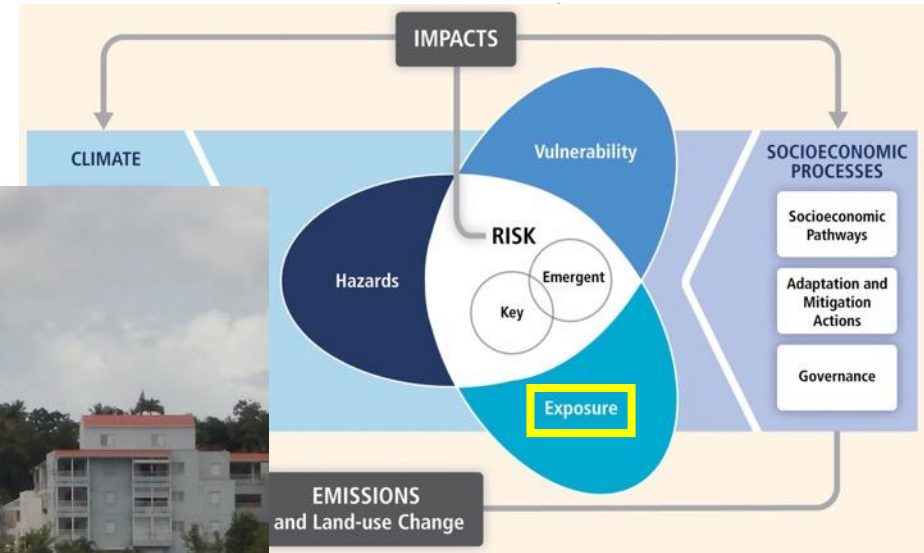 IMPACTS
CLIMATE
Vulnerability
SOCIOECONOMIC
PROCESSES
Socioeconomic
Pathways
RISK
Hazards
Emergent
Key
Adaptation and
Mitigation
Actions
Governance
Exposure
EMISSIONS
and Land-use Change